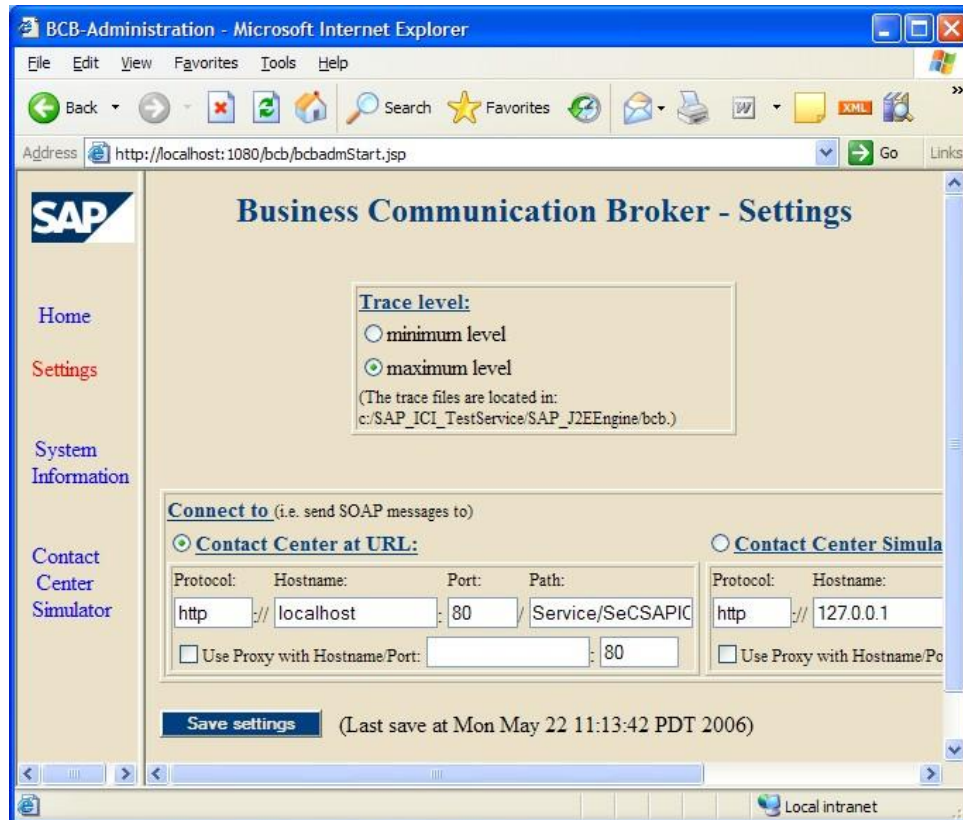 BCB-Administration - Microsoft Internet Explorer
File Edit View Favorites Tools Help
Back Search Favorites W XML »
Address http://localhost:1080/bcb/bcbadmStart.jsp Go Links
SAP
Business Communication Broker - Settings
Home
Settings
System
Information
Contact
Center
Simulator
Trace level:
minimum level
maximum level
(The trace files are located in:
c:/SAP_ICI_TestService/SAP_J2EEngine/bcb.)
Connect to (i.e. send SOAP messages to)
Contact Center at URL: Contact Center Simula
Protocol: Hostname: Port: Path: Protocol: Hostname:
http :// localhost : 80 / Service/SeCSAPIC http :// 127.0.0.1
Use Proxy with Hostname/Port: : 80 Use Proxy with Hostname/Po
Save settings (Last save at Mon May 22 11:13:42 PDT 2006)
Local intranet